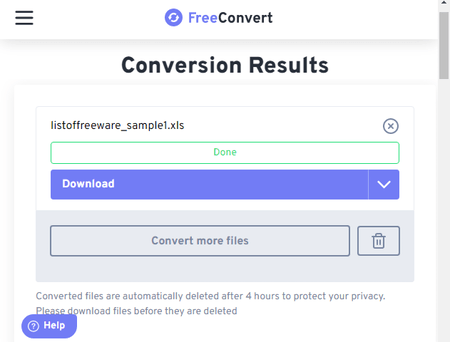 FreeConvert
Conversion Results
listoffreeware_sample1.xls
Done
Download
Convert more files
Converted files are automatically deleted after 4 hours to protect your privacy.
Please download files before they are deleted
Help